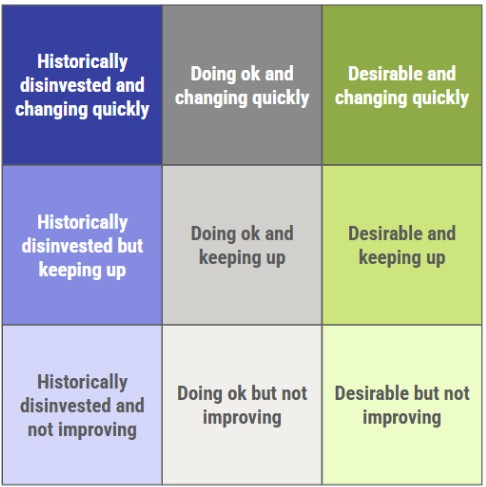 Historically
disinvested and
changing quickly
Doing ok and
changing quickly
Desirable and
changing quickly
Historically
disinvested but
keeping up
Doing ok and
keeping up
Desirable and
keeping up
Historically
disinvested and
not improving
Doing ok but not
improving
Desirable but not
improving